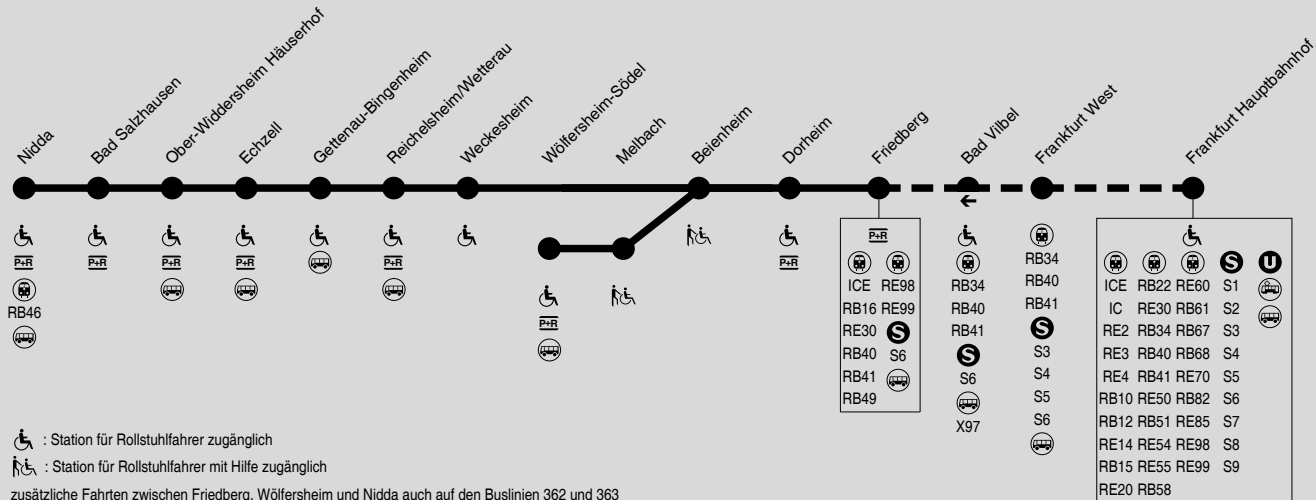 Nidda
Bad Salzhausen
Ober-Widdersheim Häuserhof
Echzell
Gettenau-Bingenheim
Reichelsheim/Wetterau
Weckesheim
Wölfersheim-Södel
Melbach
Beienheim
Dorheim
Friedberg
Bad Vilbel
Frankfurt West
Frankfurt Hauptbahnhof
P+R
RB46
P+R
P+R
P+R
P+R
P+R
P+R
P+R
ICE RE98
RB16 RE99
RE30 S
RB40 S6
RB41
RB49
RB34
RB40
RB41
S
S6
X97
RB34
RB40
RB41
S
S3
S4
S5
S6
S U
ICE RB22 RE60 S1
IC RE30 RB61 S2
RE2 RB34 RB67 S3
RE3 RB40 RB68 S4
RE4 RB41 RE70 S5
RB10 RE50 RB82 S6
RB12 RB51 RE85 S7
RE14 RE54 RE98 S8
RB15 RE55 RE99 S9
RE20 RB58
: Station für Rollstuhlfahrer zugänglich
: Station für Rollstuhlfahrer mit Hilfe zugänglich
zusätzliche Fahrten zwischen Friedberg, Wölfersheim und Nidda auch auf den Buslinien 362 und 363